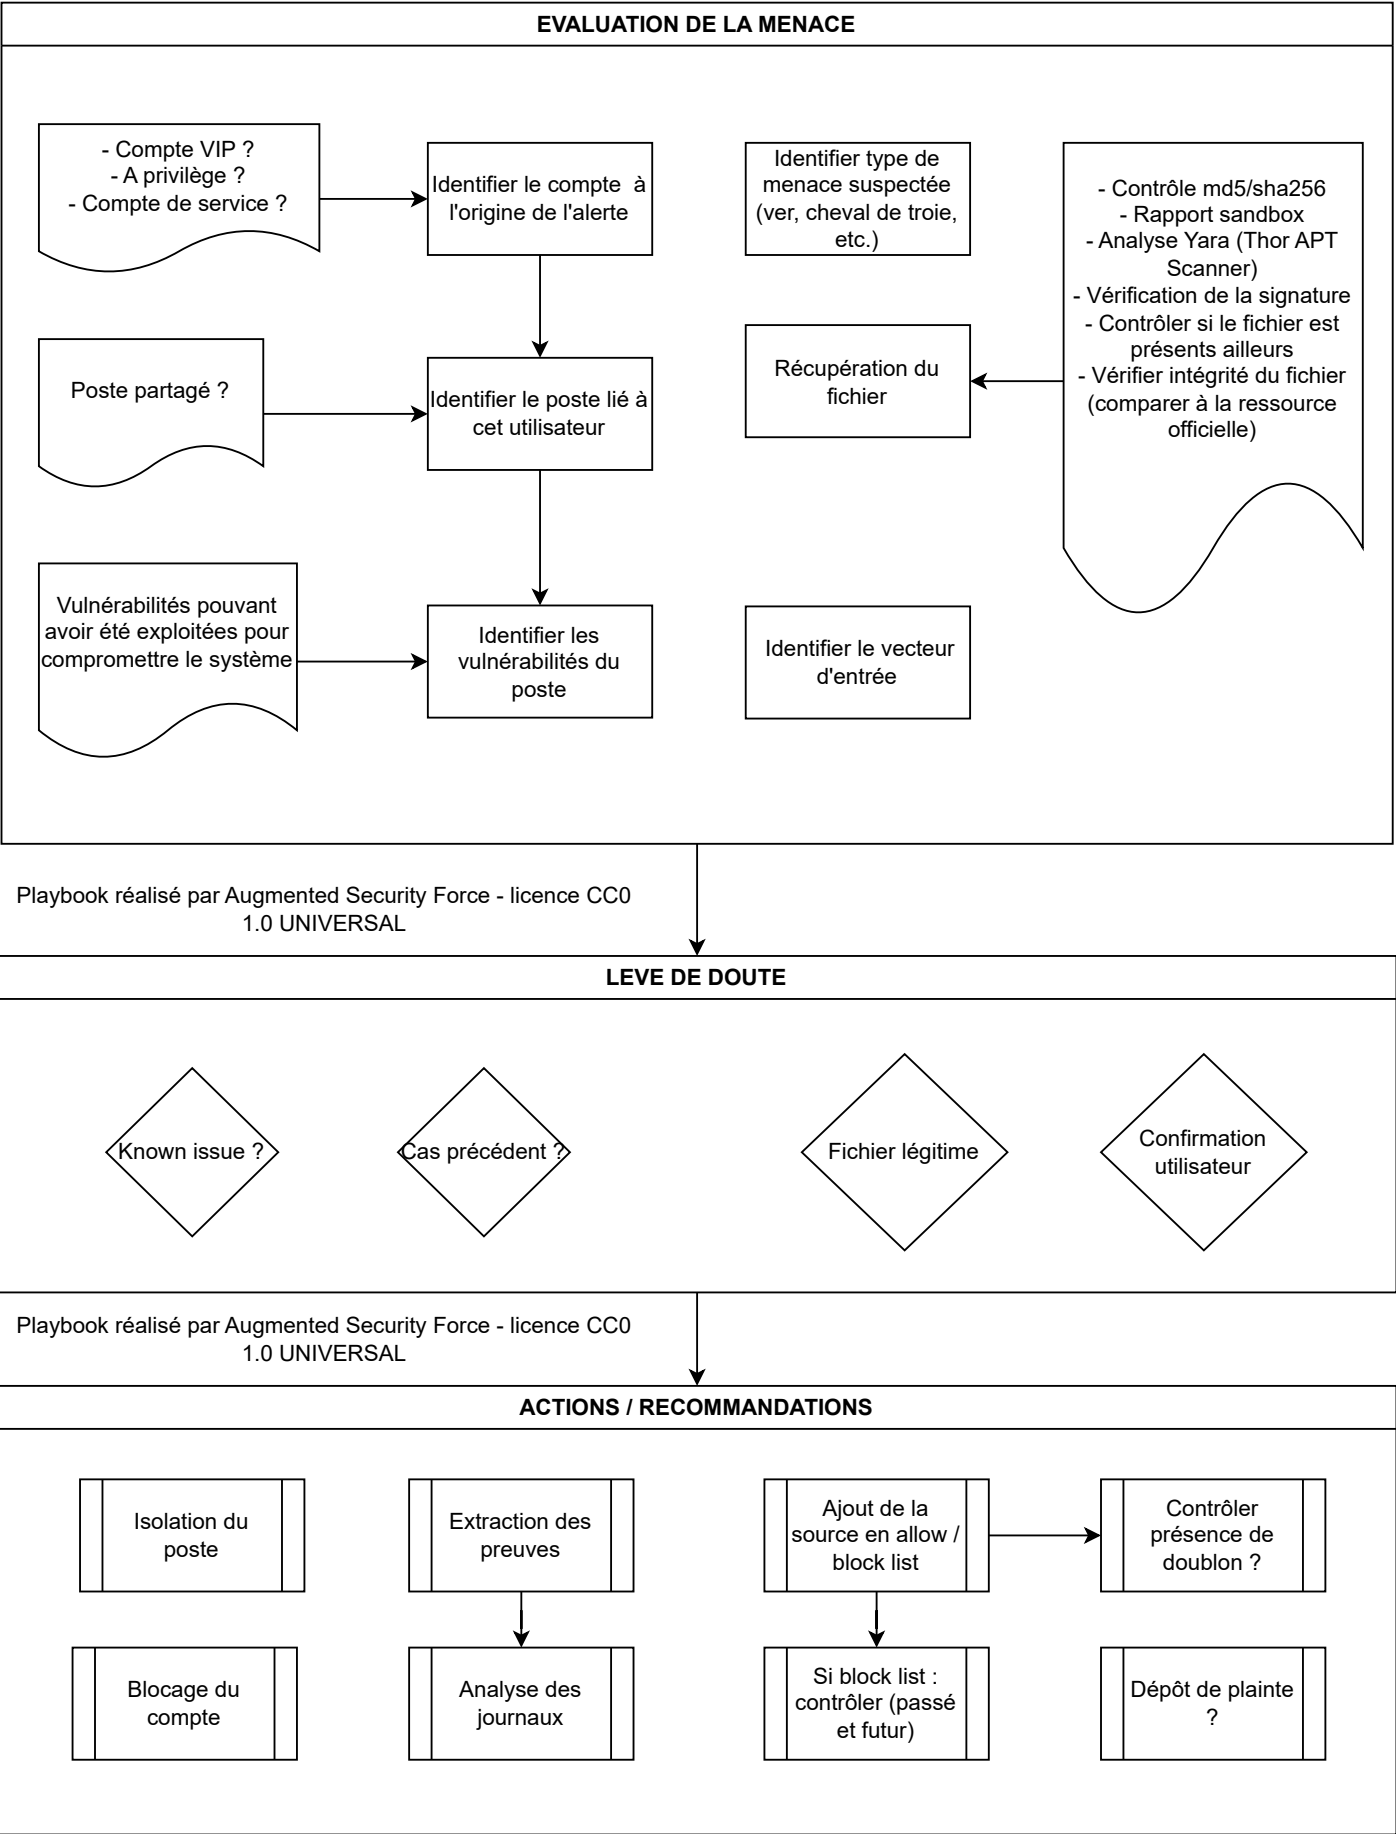 EVALUATION DE LA MENACE
- Compte VIP ?
- A privilège ?
- Compte de service ?
Identifier le compte à
l'origine de l'alerte
Identifier type de
menace suspectée
(ver, cheval de troie,
etc.)
- Contrôle md5/sha256
- Rapport sandbox
- Analyse Yara (Thor APT
Scanner)
- Vérification de la signature
- Contrôler si le fichier est
présents ailleurs
- Vérifier intégrité du fichier
(comparer à la ressource
officielle)
Poste partagé ?
Identifier le poste lié à
cet utilisateur
Récupération du
fichier
Vulnérabilités pouvant
avoir été exploitées pour
compromettre le système
Identifier les
vulnérabilités du
poste
Identifier le vecteur
d'entrée
Playbook réalisé par Augmented Security Force - licence CC0
1.0 UNIVERSAL
LEVE DE DOUTE
Known issue ?
Cas précédent ?
Fichier légitime
Confirmation
utilisateur
Playbook réalisé par Augmented Security Force - licence CC0
1.0 UNIVERSAL
ACTIONS / RECOMMANDATIONS
Isolation du
poste
Extraction des
preuves
Ajout de la
source en allow /
block list
Contrôler
présence de
doublon ?
Blocage du
compte
Analyse des
journaux
Si block list :
contrôler (passé
et futur)
Dépôt de plainte
?